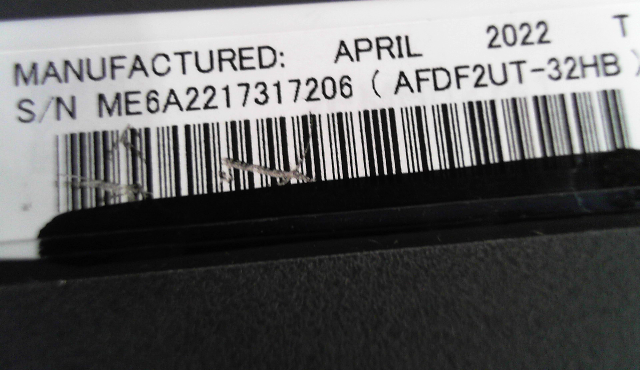 MANUFACTURED: APRIL 2022 T
S/N ME6A2217317206 ( AFDF2UT-32HB )